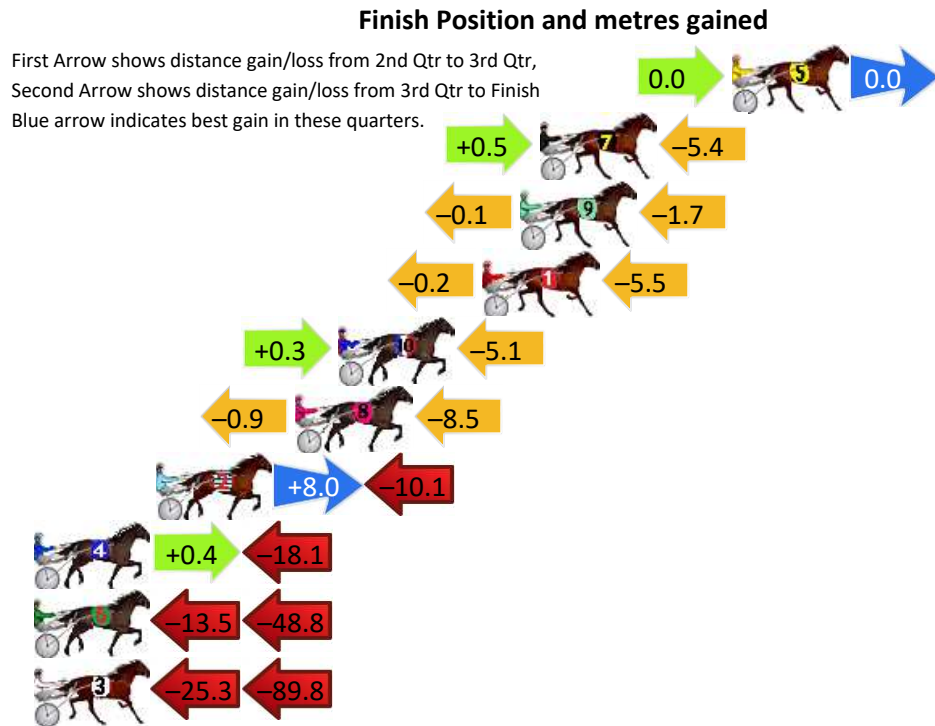 Finish Position and metres gained
First Arrow shows distance gain/loss from 2nd Qtr to 3rd Qtr,
Second Arrow shows distance gain/loss from 3rd Qtr to Finish
Blue arrow indicates best gain in these quarters.
0.0 5 0.0
+0.5 7 –5.4
–0.1 9 –1.7
–0.2 1 –5.5
+0.3 10 –5.1
–0.9 8 –8.5
+8.0 –10.1
4 +0.4 –18.1
–13.5 –48.8
3 –25.3 –89.8